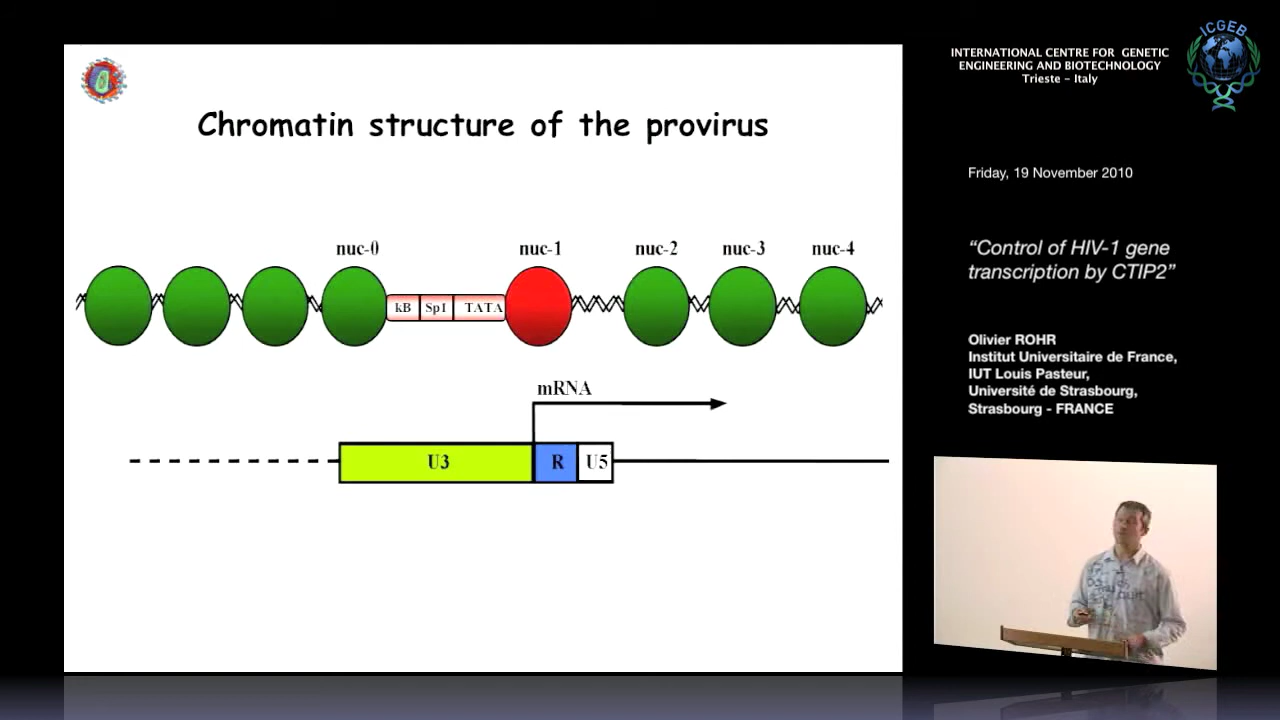 Chromatin structure of the provirus
nuc-0
nuc-1
nuc-2
nuc-3
nuc-4
kB
Sp1
TATA
mRNA
U3
R
U5
ICGEB
INTERNATIONAL CENTRE FOR GENETIC
ENGINEERING AND BIOTECHNOLOGY
Trieste - Italy
Friday, 19 November 2010
“Control of HIV-1 gene
transcription by CTIP2”
Olivier ROHR
Institut Universitaire de France,
IUT Louis Pasteur,
Université de Strasbourg,
Strasbourg - FRANCE